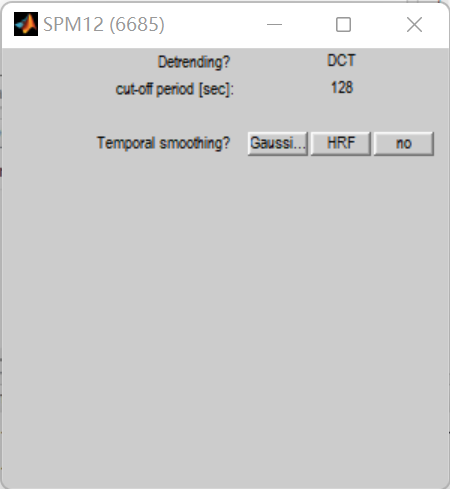 SPM12 (6685)
Detrending? DCT
cut-off period [sec]: 128
Temporal smoothing? Gaussi... HRF no